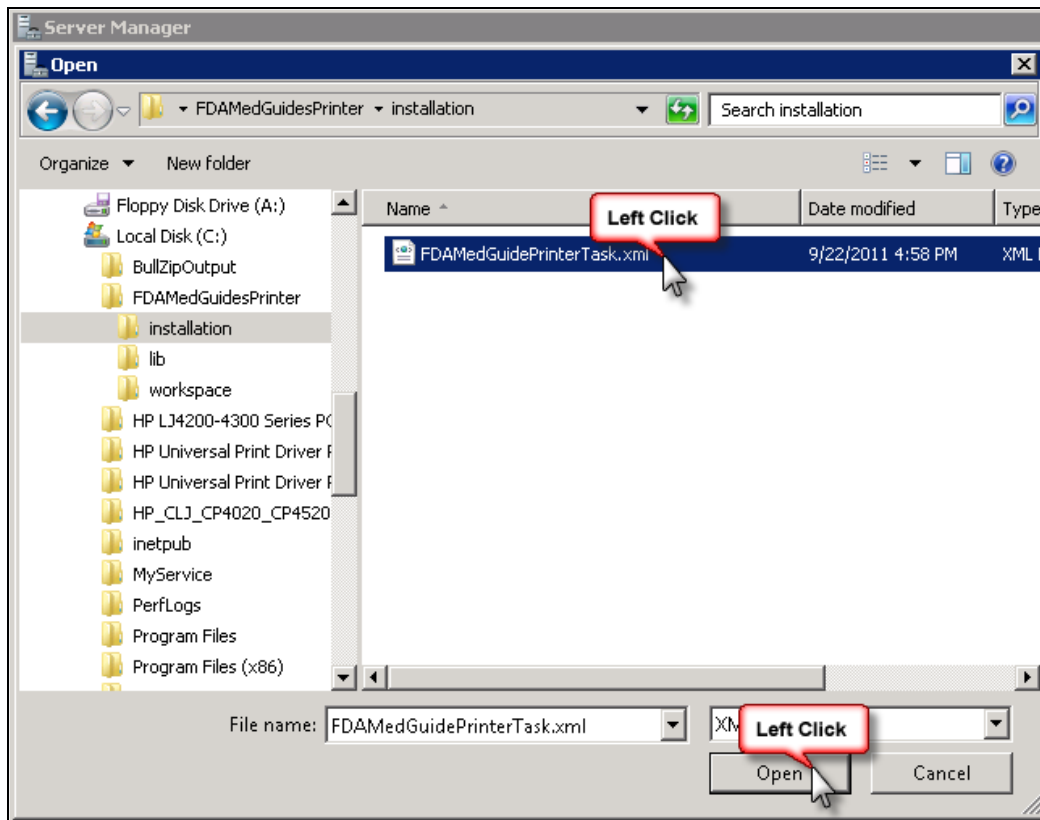 Server Manager
Open
FDAMedGuidesPrinter installation
Search installation
Organize New folder
Floppy Disk Drive (A:)
Local Disk (C:)
BullZipOutput
FDAMedGuidesPrinter
installation
lib
workspace
HP LJ4200-4300 Series
HP Universal Print Driver
HP Universal Print Driver
HP_CLJ_CP4020_CP4520
inetpub
MyService
PerfLogs
Program Files
Program Files (x86)
Name Date modified Type
Left Click
FDAMedGuidePrinterTask.xml 9/22/2011 4:58 PM XML
File name: FDAMedGuidePrinterTask.xml
Left Click
Open Cancel